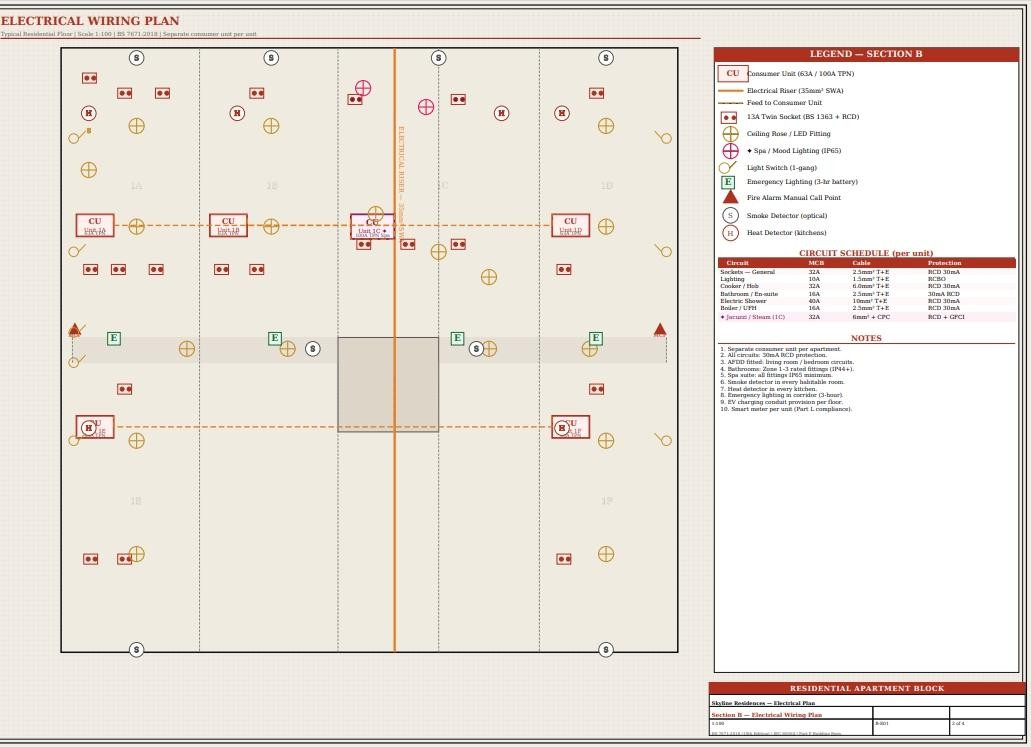 ELECTRICAL WIRING PLAN
Typical Residential Floor | Scale 1:100 | BS 7671:2018 | Separate consumer unit per unit
S
S
S
H
H
H
H
S
1A
1B
1C
1D
ELECTRICAL RISER — 35mm² SWA
CU
Unit 1A
63A TPN
CU
Unit 1B
63A TPN
CU
Unit 1C ✦
100A TPN Spa
CU
Unit 1D
63A TPN
E
E
E
E
S
S
H
H
1E
1F
S
S
LEGEND — SECTION B
CU Consumer Unit (63A / 100A TPN)
Electrical Riser (35mm² SWA)
Feed to Consumer Unit
13A Twin Socket (BS 1363 + RCD)
Ceiling Rose / LED Fitting
✦ Spa / Mood Lighting (IP65)
Light Switch (1-gang)
E Emergency Lighting (3-hr battery)
Fire Alarm Manual Call Point
S Smoke Detector (optical)
H Heat Detector (kitchens)
CIRCUIT SCHEDULE (per unit)
Circuit MCB Cable Protection
Sockets — General 32A 2.5mm² T+E RCD 30mA
Lighting 10A 1.5mm² T+E RCBO
Cooker / Hob 32A 6.0mm² T+E RCD 30mA
Bathroom / En-suite 16A 2.5mm² T+E 30mA RCD
Electric Shower 40A 10mm² T+E RCD 30mA
Boiler / UFH 16A 2.5mm² T+E RCD 30mA
✦ Jacuzzi / Steam (1C) 32A 6mm² + CPC RCD + GFCI
NOTES
1. Separate consumer unit per apartment.
2. All circuits: 30mA RCD protection.
3. AFDD fitted: living room / bedroom circuits.
4. Bathrooms: Zone 1-3 rated fittings (IP44+).
5. Spa suite: all fittings IP65 minimum.
6. Smoke detector in every habitable room.
7. Heat detector in every kitchen.
8. Emergency lighting in corridor (3-hour).
9. EV charging conduit provision per floor.
10. Smart meter per unit (Part L compliance).
RESIDENTIAL APARTMENT BLOCK
Skyline Residences — Electrical Plan
Section B — Electrical Wiring Plan
1:100
B-E01
2 of 4